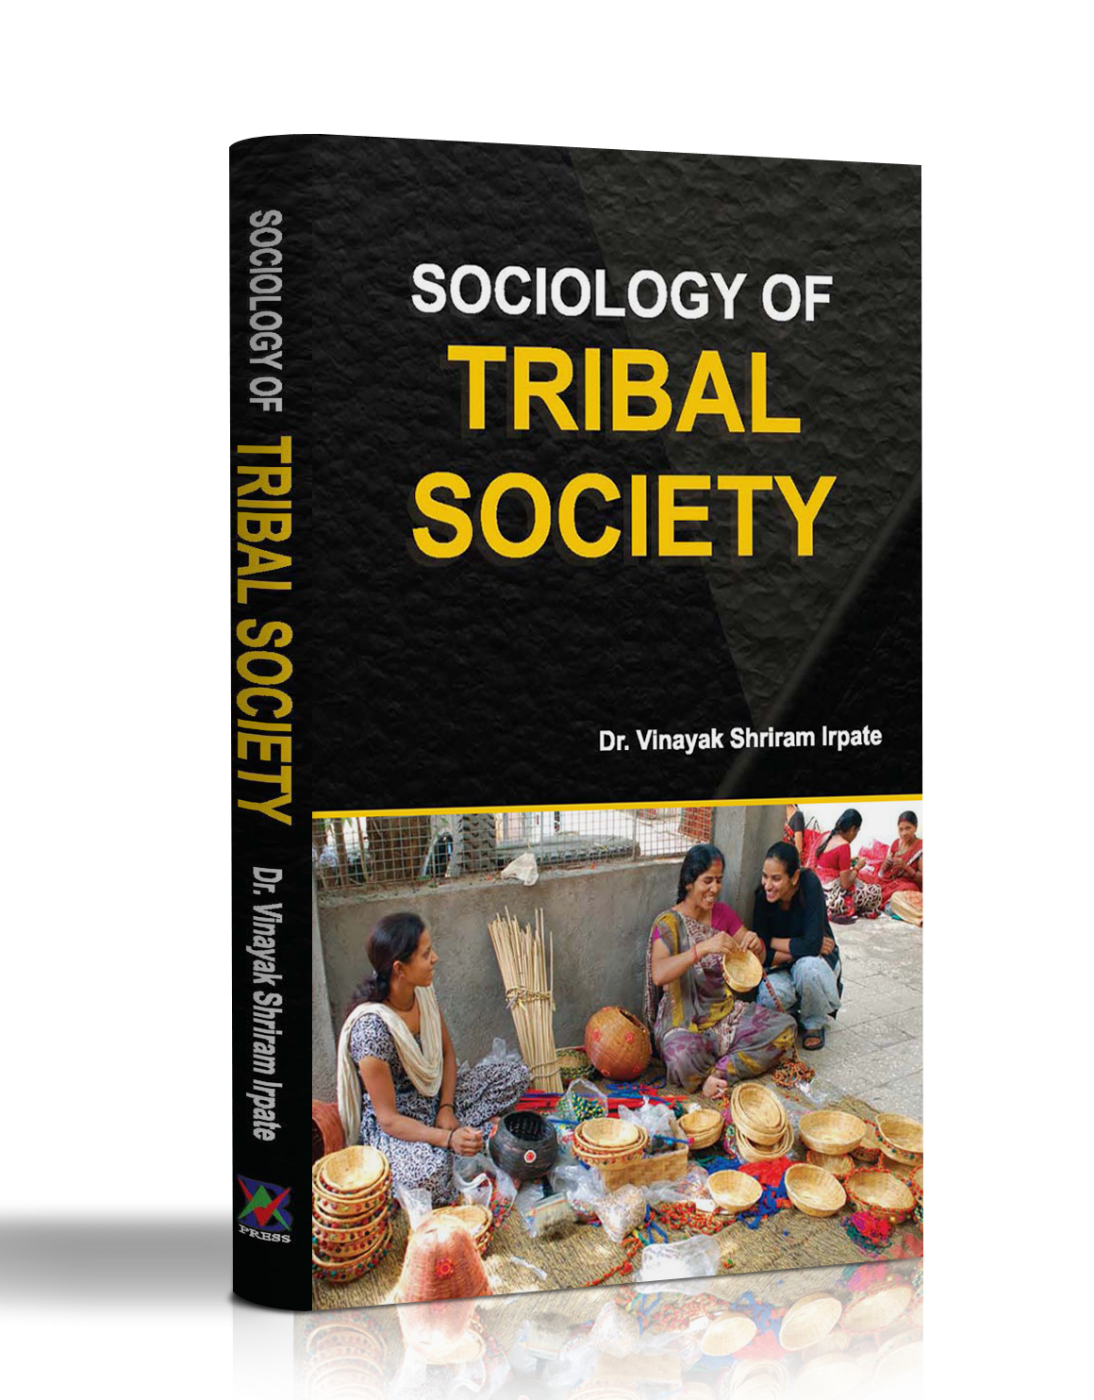 SOCIOLOGY OF
TRIBAL
SOCIETY
Dr. Vinayak Shriram Irpate
SOCIOLOGY OF TRIBAL SOCIETY Dr. Vinayak Shriram Irpate
PRESS